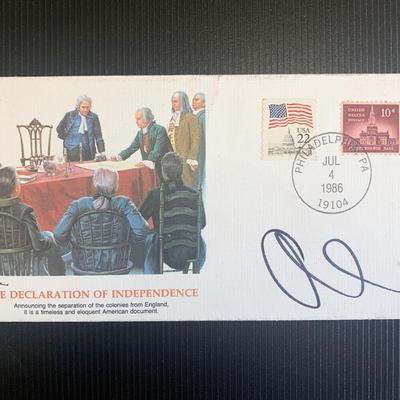 E DECLARATION OF INDEPENDENCE
Announcing the separation of the colonies from England,
it is a timeless and eloquent American document.
USA
22
UNITED
STATES
POSTAGE
10¢
PHILADELPHIA, PA
JUL
4
1986
19104